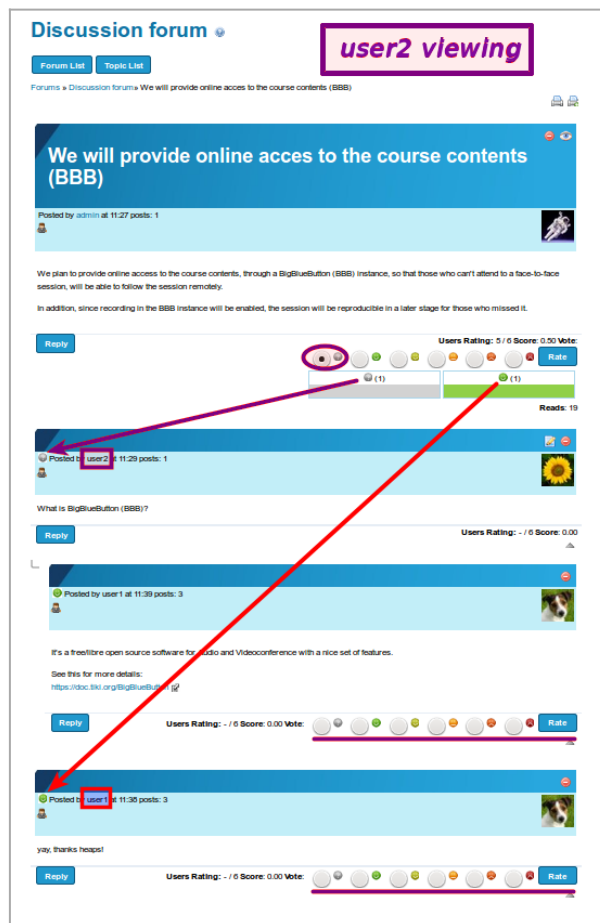 Discussion forum
user2 viewing
Forum List Topic List
Forums » Discussion forum» We will provide online acces to the course contents (BBB)
We will provide online acces to the course contents
(BBB)
Posted by admin at 11:27 posts: 1
We plan to provide online access to the course contents, through a BigBlueButton (BBB) instance, so that those who can't attend to a face-to-face
session, will be able to follow the session remotely.
In addition, since recording in the BBB instance will be enabled, the session will be reproducible in a later stage for those who missed it.
Reply
Users Rating: 5 / 6 Score: 0.50 Vote:
Rate
(1) (1)
Reads: 19
Posted by user2 at 11:29 posts: 1
What is BigBlueButton (BBB)?
Reply Users Rating: - / 6 Score: 0.00
Posted by user1 at 11:39 posts: 3
It's a free/libre open source software for Audio and Videoconference with a nice set of features.
See this for more details:
https://doc.tiki.org/BigBlueButton
Reply Users Rating: - / 6 Score: 0.00 Vote: Rate
Posted by user1 at 11:38 posts: 3
yay, thanks heaps!
Reply Users Rating: - / 6 Score: 0.00 Vote: Rate